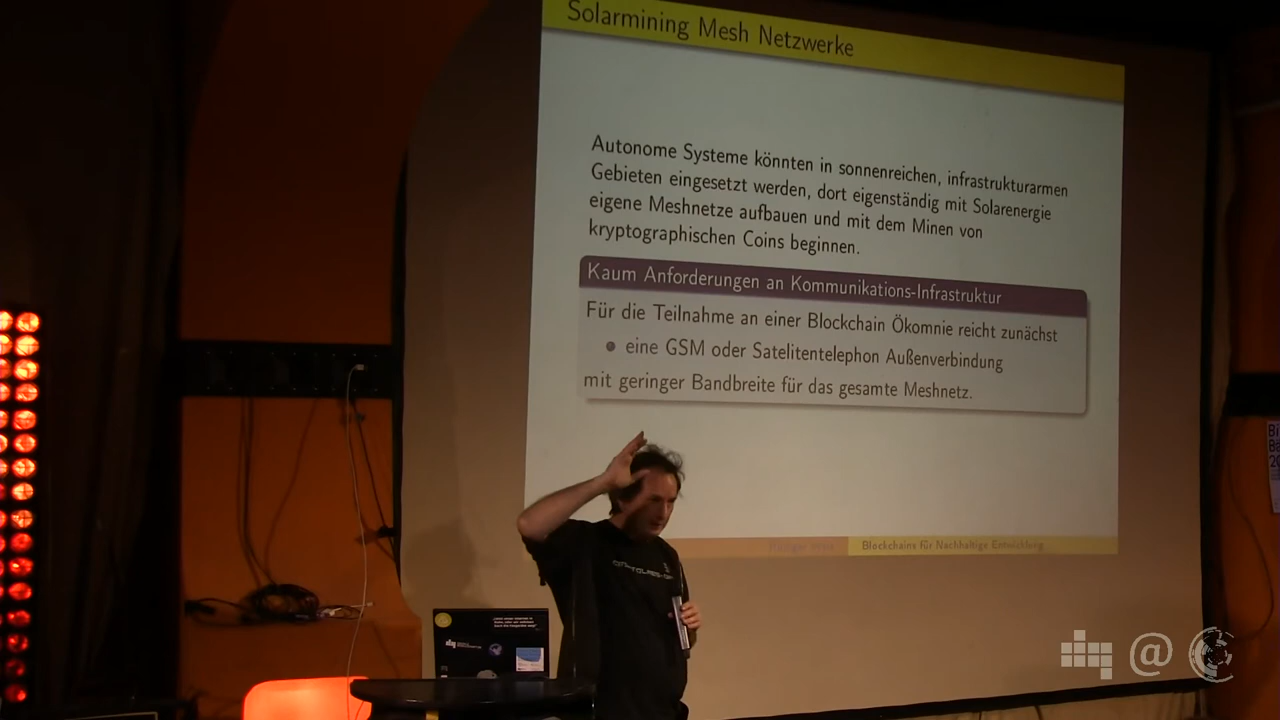 Solarmining Mesh Netzwerke
Autonome Systeme könnten in sonnenreichen, infrastrukturarmen
Gebieten eingesetzt werden, dort eigenständig mit Solarenergie
eigene Meshnetze aufbauen und mit dem Minen von
kryptographischen Coins beginnen.
Kaum Anforderungen an Kommunikations-Infrastruktur
Für die Teilnahme an einer Blockchain Ökomnie reicht zunächst
● eine GSM oder Satelitentelephon Außenverbindung
mit geringer Bandbreite für das gesamte Meshnetz.
Blockchains für Nachhaltige Entwicklung
@